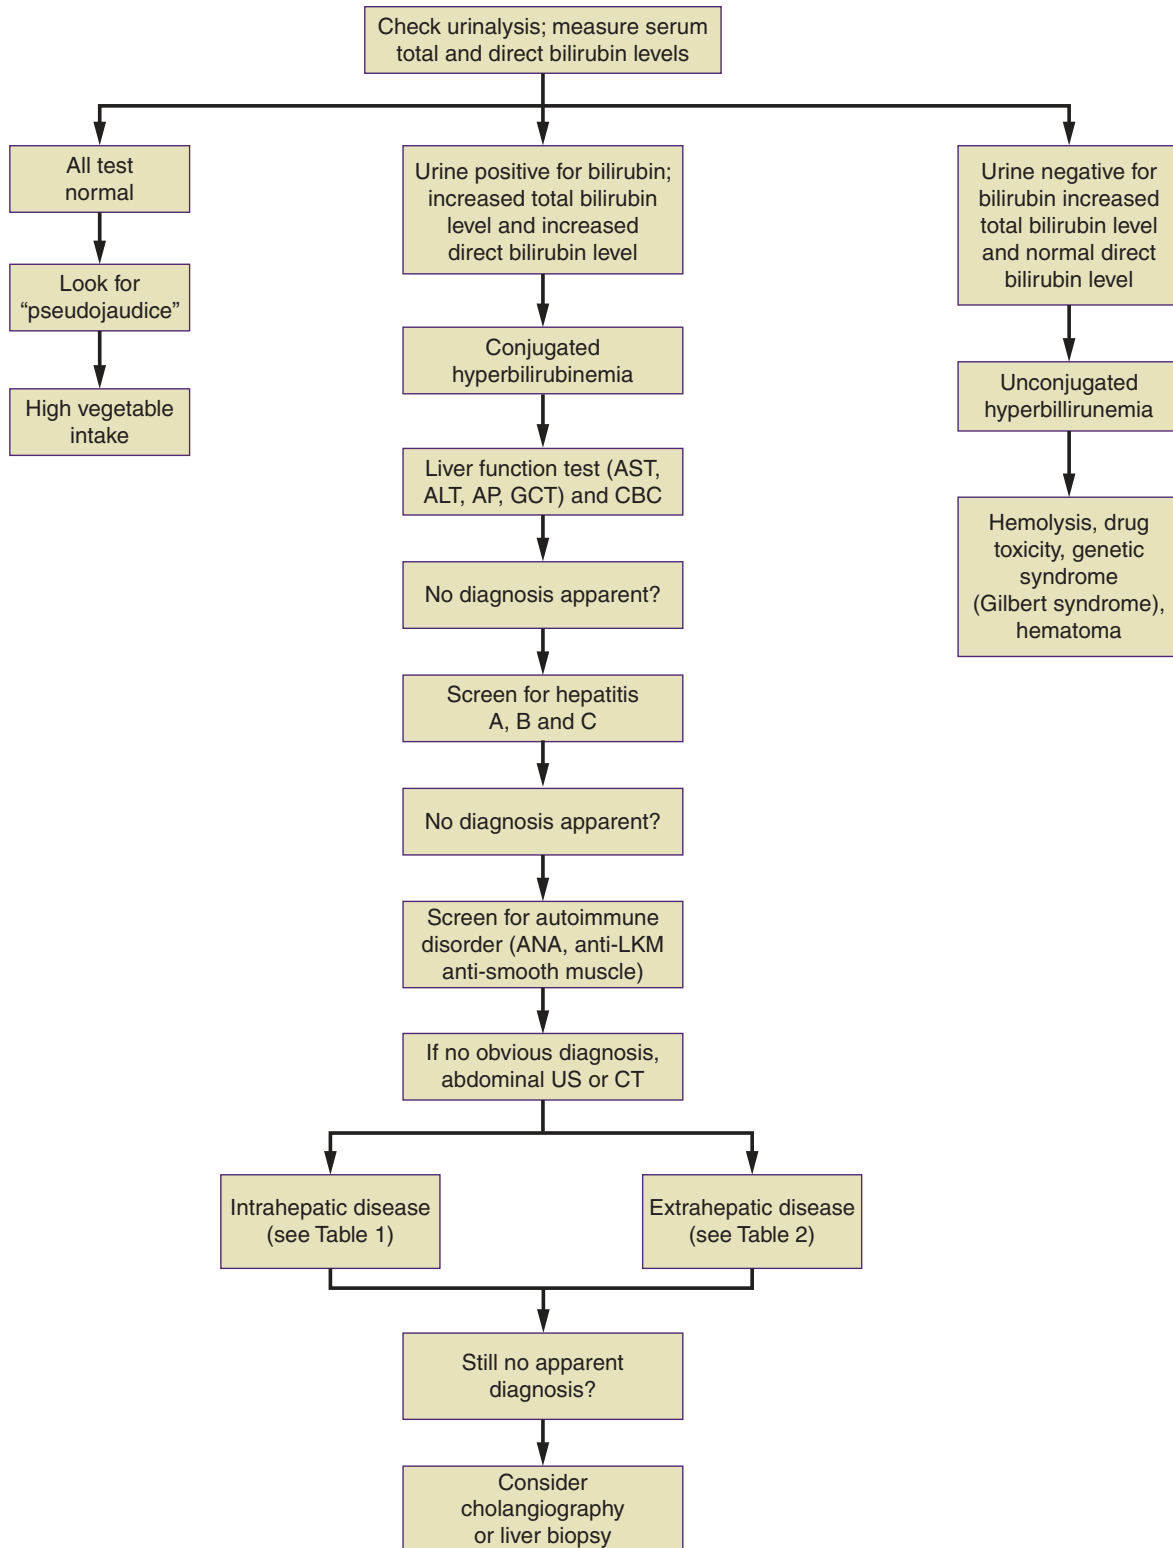 Check urinalysis; measure serum
total and direct bilirubin levels
All test
normal
Look for
“pseudojaudice”
High vegetable
intake
Urine positive for bilirubin;
increased total bilirubin
level and increased
direct bilirubin level
Conjugated
hyperbilirubinemia
Liver function test (AST,
ALT, AP, GCT) and CBC
No diagnosis apparent?
Screen for hepatitis
A, B and C
No diagnosis apparent?
Screen for autoimmune
disorder (ANA, anti-LKM
anti-smooth muscle)
If no obvious diagnosis,
abdominal US or CT
Intrahepatic disease
(see Table 1)
Extrahepatic disease
(see Table 2)
Still no apparent
diagnosis?
Consider
cholangiography
or liver biopsy
Urine negative for
bilirubin increased
total bilirubin level
and normal direct
bilirubin level
Unconjugated
hyperbillirunemia
Hemolysis, drug
toxicity, genetic
syndrome
(Gilbert syndrome),
hematoma